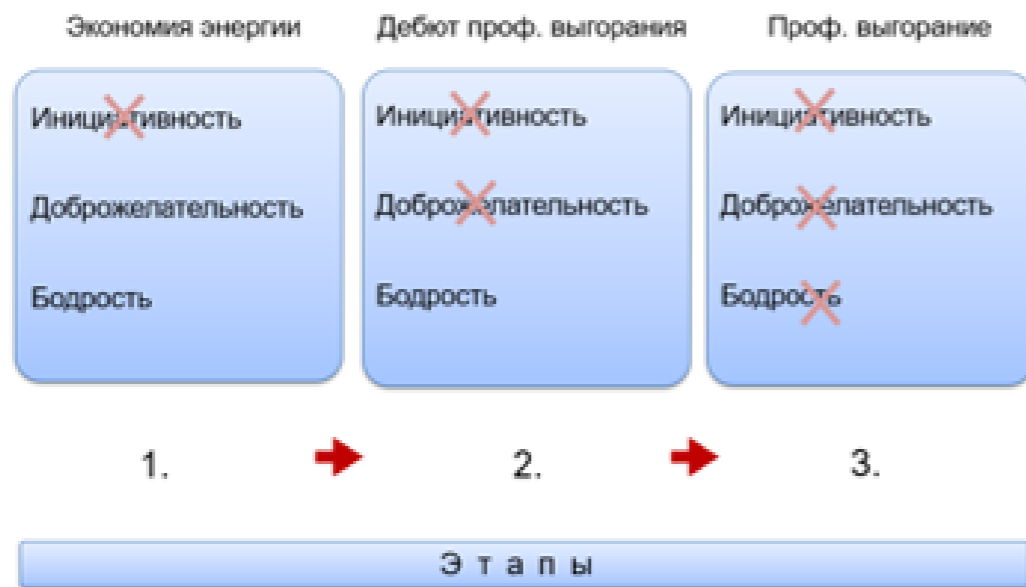 Экономия энергии
Дебют проф. выгорания
Проф. выгорание
Инициативность
Доброжелательность
Бодрость
Инициативность
Доброжелательность
Бодрость
Инициативность
Доброжелательность
Бодрость
1.
2.
3.
Этапы